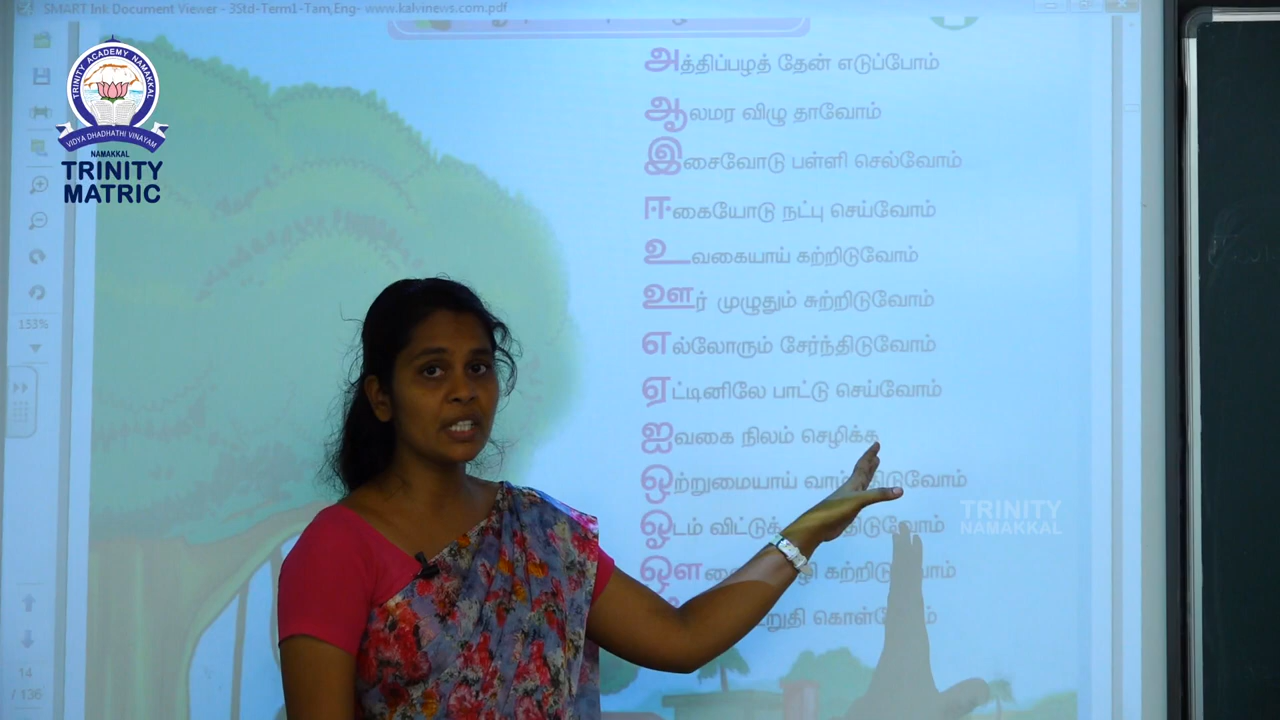 SMART Ink Document Viewer - 3Std-Term1-Tam,Eng- www.kalvinews.com.pdf
TRINITY ACADEMY NAMAKKAL
VIDYA DHADHATHI VINAYAM
NAMAKKAL
TRINITY
MATRIC
153%
14
/ 136
அத்திப்பழத் தேன் எடுப்போம்
ஆலமர விழு தாவோம்
இசைவோடு பள்ளி செல்வோம்
ஈகையோடு நட்பு செய்வோம்
உவகையாய் கற்றிடுவோம்
ஊர் முழுதும் சுற்றிடுவோம்
எல்லோரும் சேர்ந்திடுவோம்
ஏட்டினிலே பாட்டு செய்வோம்
ஐவகை நிலம் செழிக்க
ஒற்றுமையாய்
ஓடம் விட்டுக்
கொள்வோம்
TRINITY
NAMAKKAL